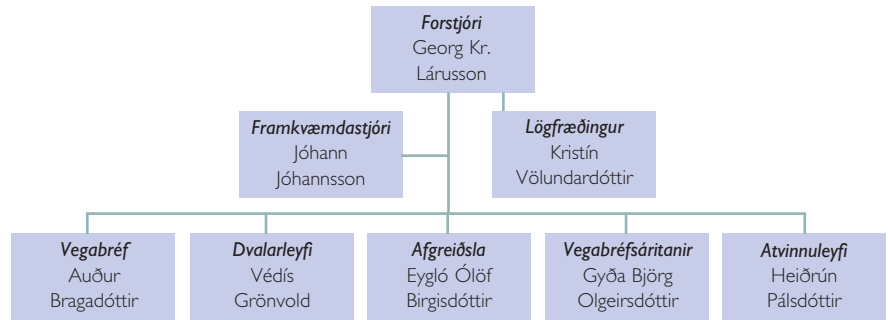 Forstjóri
Georg Kr.
Lárusson
Framkvæmdastjóri
Jóhann
Jóhannsson
Lögfræðingur
Kristín
Völundardóttir
Vegabréf
Auður
Bragadóttir
Dvalarleyfi
Védís
Grönvold
Afgreiðsla
Eygló Ólöf
Birgisdóttir
Vegabréfsáritanir
Gyða Björg
Olgeirsdóttir
Atvinnuleyfi
Heiðrún
Pálsdóttir